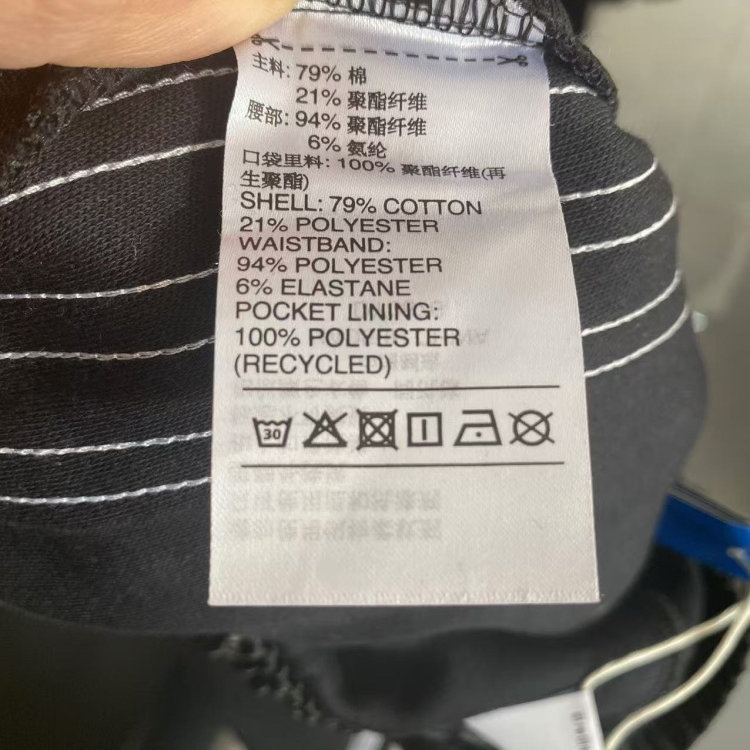 主料: 79% 棉
21% 聚酯纤维
腰部: 94% 聚酯纤维
6% 氨纶
口袋里料: 100% 聚酯纤维(再
生聚酯)
SHELL: 79% COTTON
21% POLYESTER
WAISTBAND:
94% POLYESTER
6% ELASTANE
POCKET LINING:
100% POLYESTER
(RECYCLED)
30